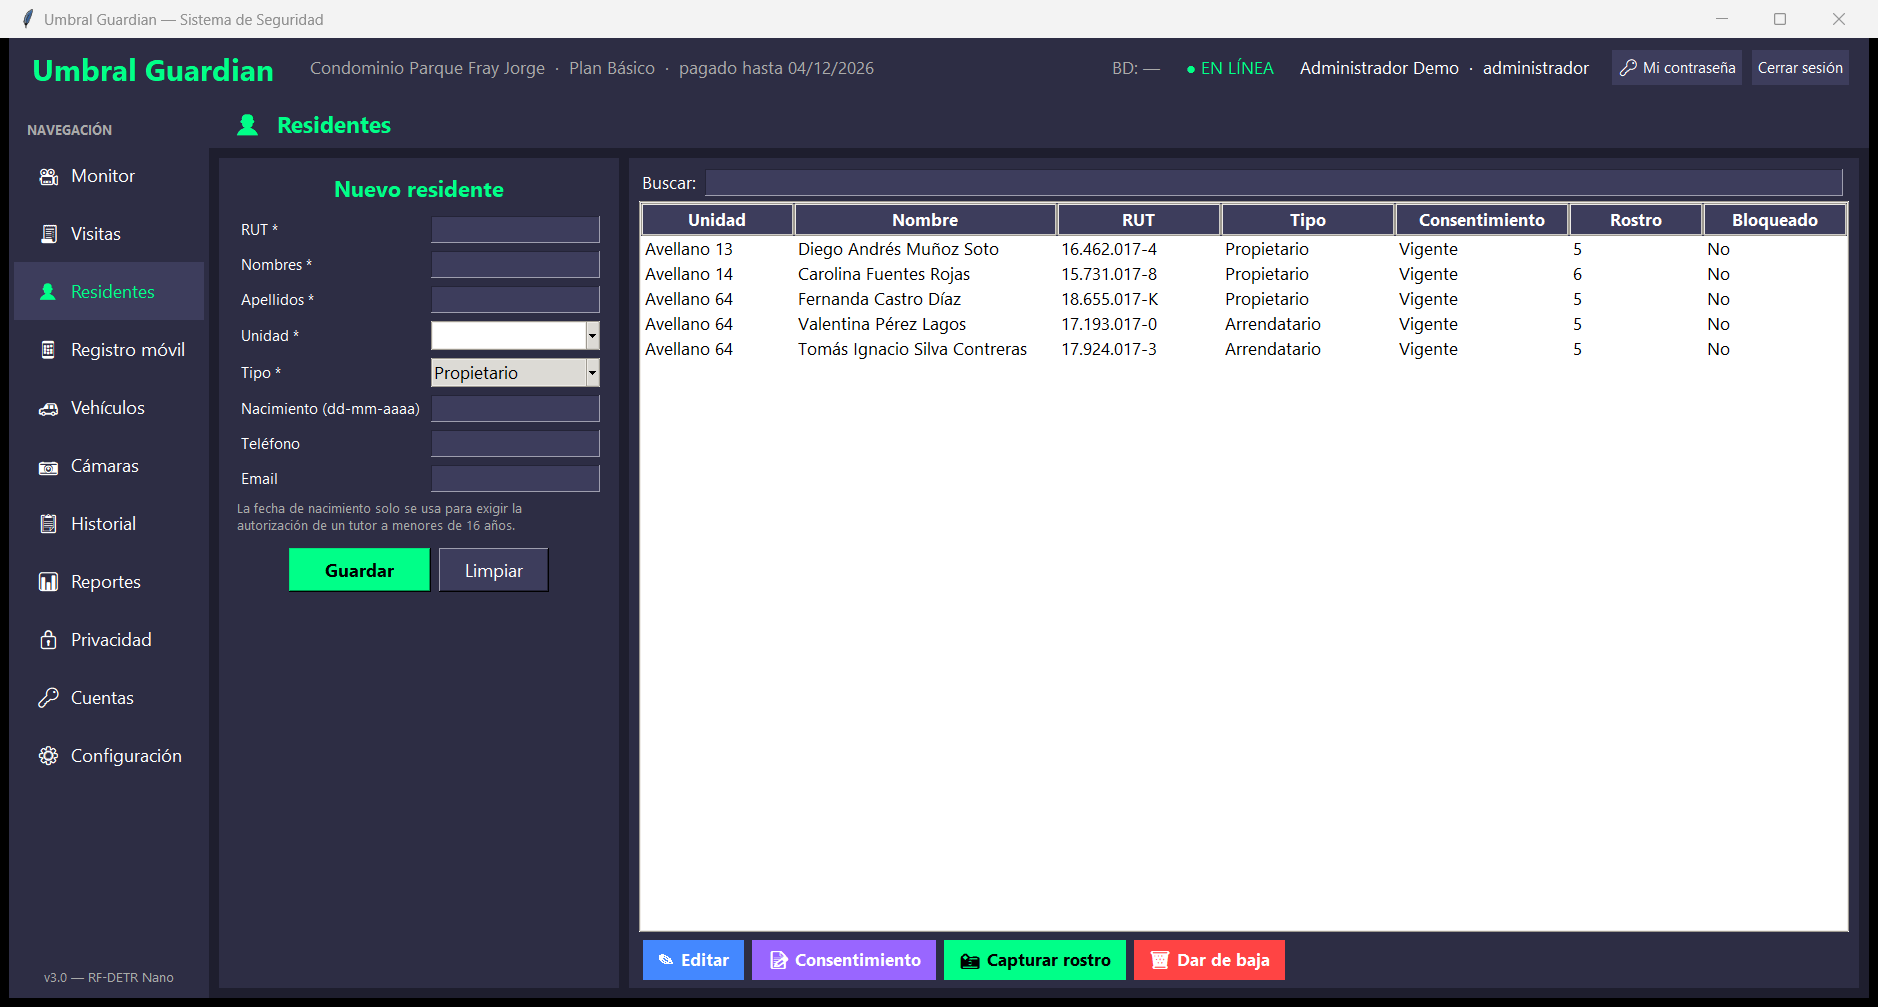 Umbral Guardian — Sistema de Seguridad
Umbral Guardian
Condominio Parque Fray Jorge · Plan Básico · pagado hasta 04/12/2026
BD: —
● EN LÍNEA
Administrador Demo · administrador
Mi contraseña
Cerrar sesión
NAVEGACIÓN
Monitor
Visitas
Residentes
Registro móvil
Vehículos
Cámaras
Historial
Reportes
Privacidad
Cuentas
Configuración
v3.0 — RF-DETR Nano
Residentes
Nuevo residente
RUT *
Nombres *
Apellidos *
Unidad *
Tipo * Propietario
Nacimiento (dd-mm-aaaa)
Teléfono
Email
La fecha de nacimiento solo se usa para exigir la
autorización de un tutor a menores de 16 años.
Guardar Limpiar
Buscar:
Unidad Nombre RUT Tipo Consentimiento Rostro Bloqueado
Avellano 13 Diego Andrés Muñoz Soto 16.462.017-4 Propietario Vigente 5 No
Avellano 14 Carolina Fuentes Rojas 15.731.017-8 Propietario Vigente 6 No
Avellano 64 Fernanda Castro Díaz 18.655.017-K Propietario Vigente 5 No
Avellano 64 Valentina Pérez Lagos 17.193.017-0 Arrendatario Vigente 5 No
Avellano 64 Tomás Ignacio Silva Contreras 17.924.017-3 Arrendatario Vigente 5 No
Editar Consentimiento Capturar rostro Dar de baja